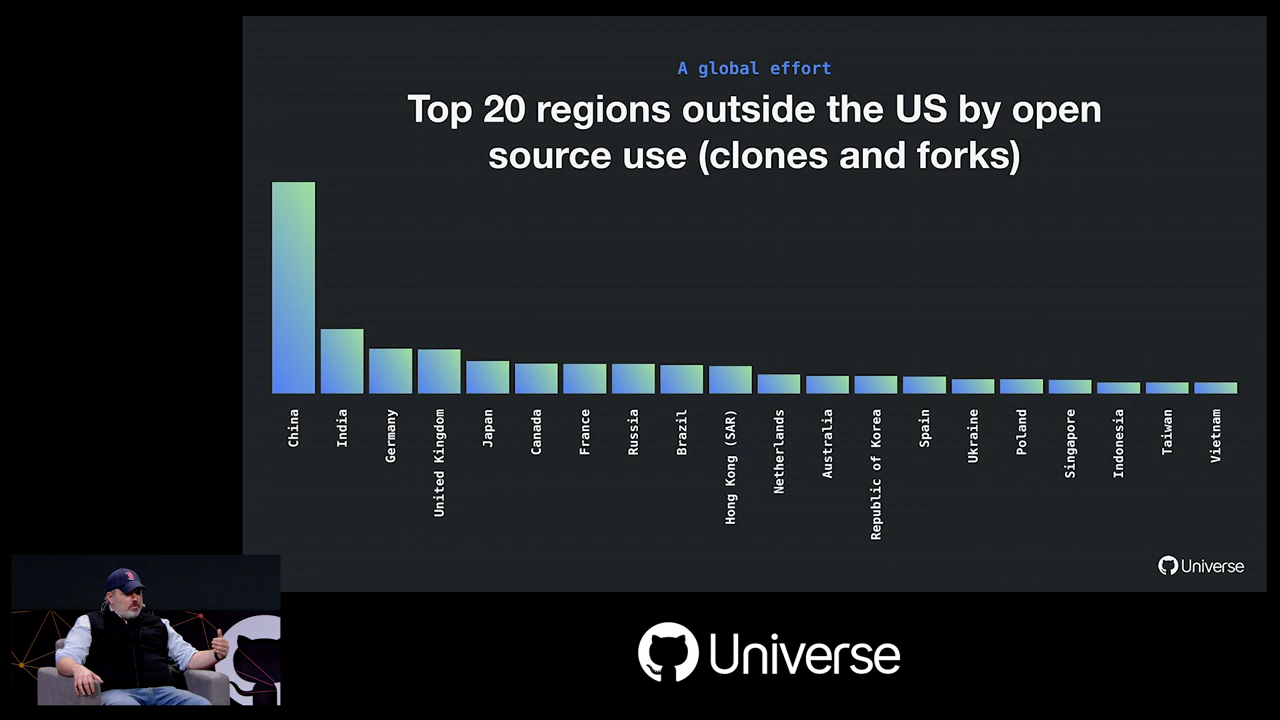 A global effort
Top 20 regions outside the US by open
source use (clones and forks)
China
India
Germany
United Kingdom
Japan
Canada
France
Russia
Brazil
Hong Kong (SAR)
Netherlands
Australia
Republic of Korea
Spain
Ukraine
Poland
Singapore
Indonesia
Taiwan
Vietnam
Universe
B
Universe